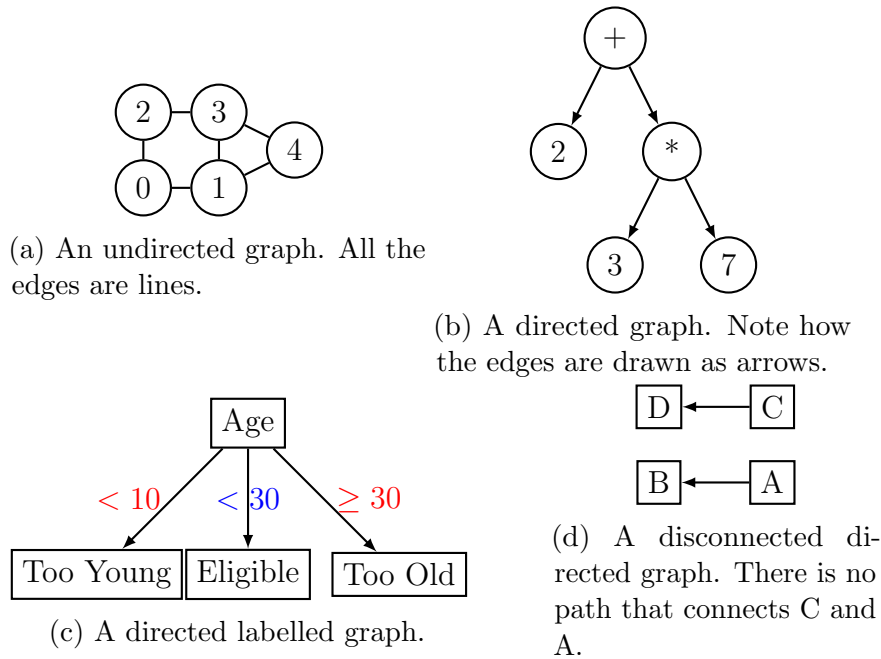 2 3
4
0 1
(a) An undirected graph. All the
edges are lines.
+
2 *
3 7
(b) A directed graph. Note how
the edges are drawn as arrows.
Age
< 10 < 30 ≥ 30
Too Young Eligible Too Old
(c) A directed labelled graph.
D C
B A
(d) A disconnected di-
rected graph. There is no
path that connects C and
A.